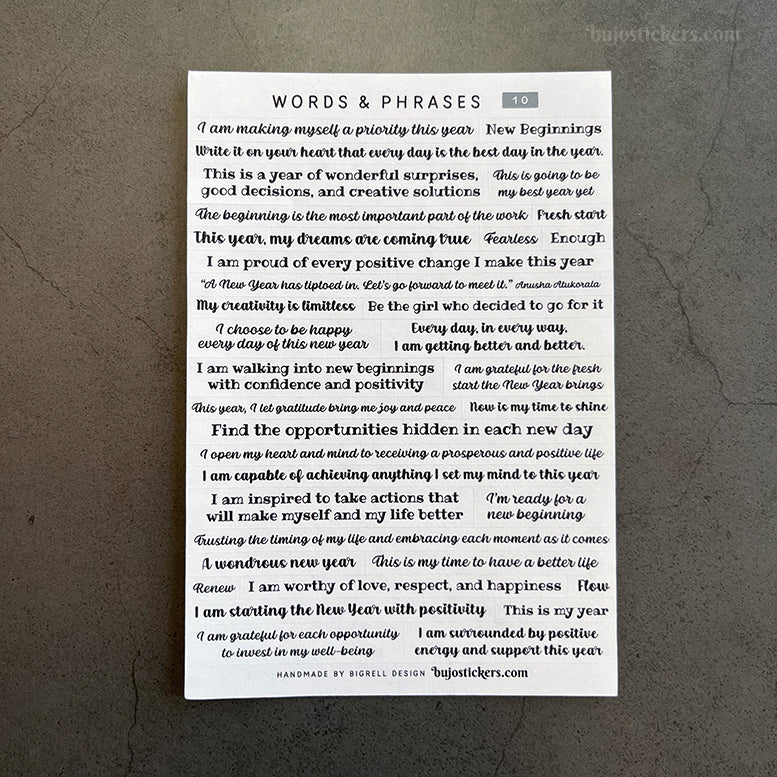 bujostickers.com
WORDS & PHRASES 10
I am making myself a priority this year New Beginnings
Write it on your heart that every day is the best day in the year.
This is a year of wonderful surprises,
good decisions, and creative solutions
This is going to be
my best year yet
The beginning is the most important part of the work Fresh start
This year, my dreams are coming true Fearless Enough
I am proud of every positive change I make this year
"A New Year has tiptoed in. Let's go forward to meet it." Anusha Atukorala
My creativity is limitless Be the girl who decided to go for it
I choose to be happy
every day of this new year
Every day, in every way,
I am getting better and better.
I am walking into new beginnings
with confidence and positivity
I am grateful for the fresh
start the New Year brings
This year, I let gratitude bring me joy and peace Now is my time to shine
Find the opportunities hidden in each new day
I open my heart and mind to receiving a prosperous and positive life
I am capable of achieving anything I set my mind to this year
I am inspired to take actions that
will make myself and my life better
I'm ready for a
new beginning
Trusting the timing of my life and embracing each moment as it comes
A wondrous new year This is my time to have a better life
Renew I am worthy of love, respect, and happiness Flow
I am starting the New Year with positivity This is my year
I am grateful for each opportunity
to invest in my well-being
I am surrounded by positive
energy and support this year
HANDMADE BY BIGRELL DESIGN bujostickers.com